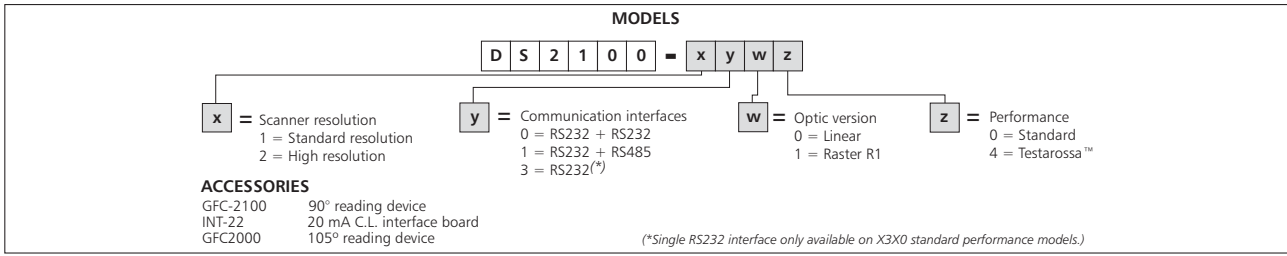 MODELS
D S 2 1 0 0 - x y w z
x = Scanner resolution
1 = Standard resolution
2 = High resolution
y = Communication interfaces
0 = RS232 + RS232
1 = RS232 + RS485
3 = RS232(*)
w = Optic version
0 = Linear
1 = Raster R1
z = Performance
0 = Standard
4 = Testarossa™
ACCESSORIES
GFC-2100 90° reading device
INT-22 20 mA C.L. interface board
GFC2000 105º reading device
(*Single RS232 interface only available on X3X0 standard performance models.)